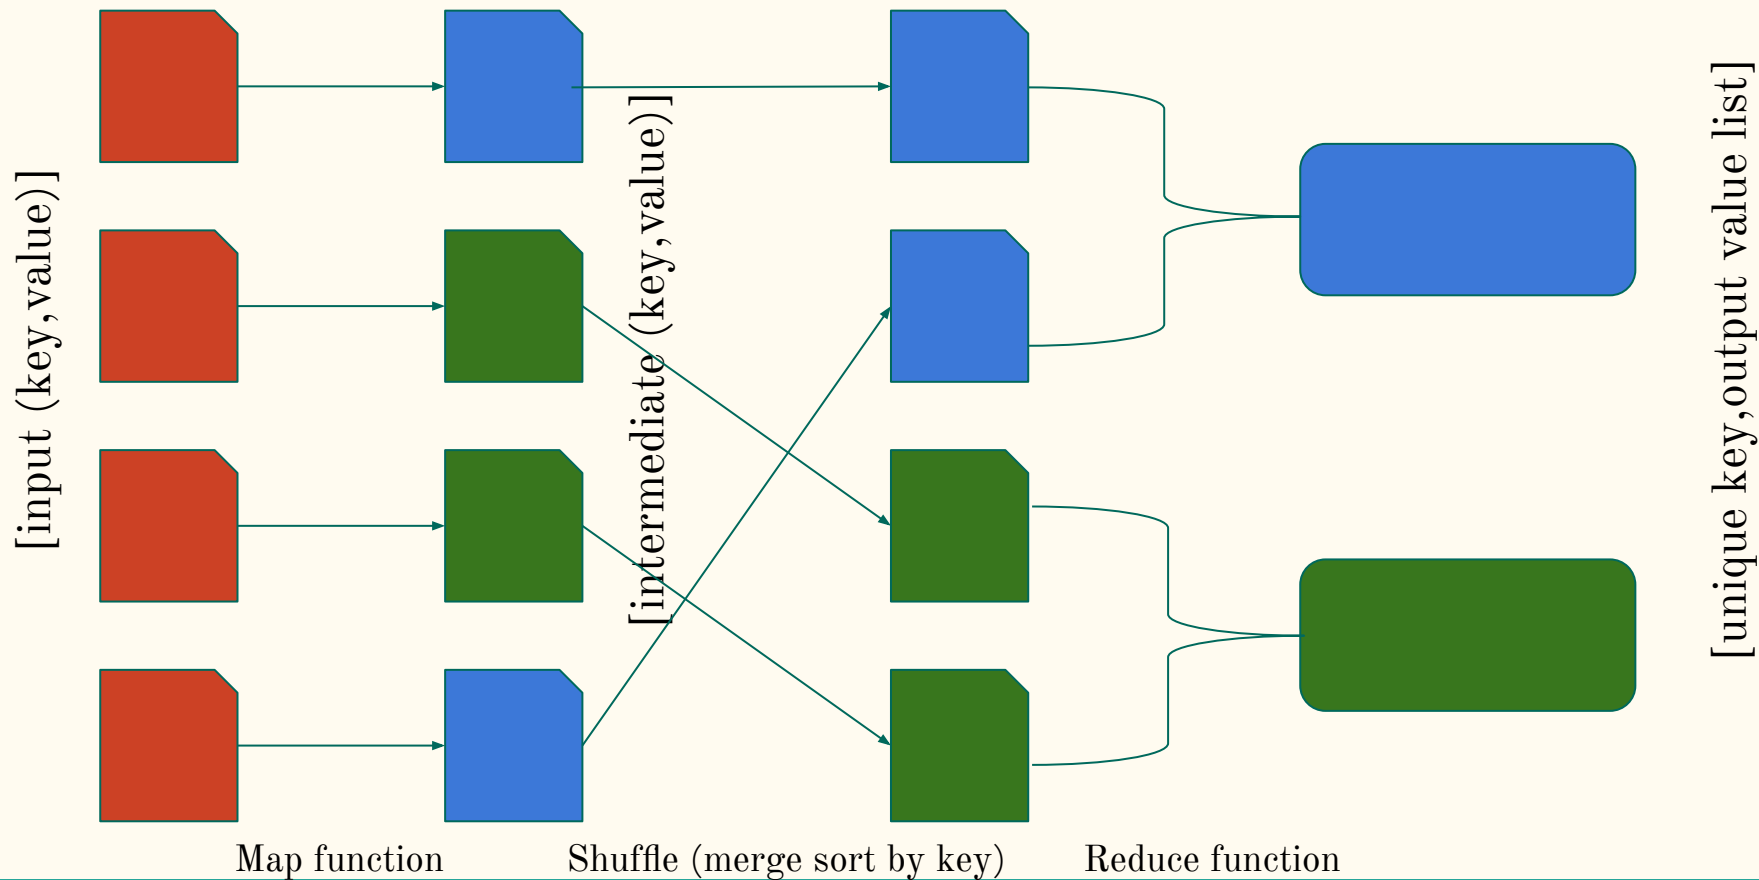 [input (key,value)]
[intermediate (key,value)]
[unique key,output value list]
Map function
Shuffle (merge sort by key)
Reduce function